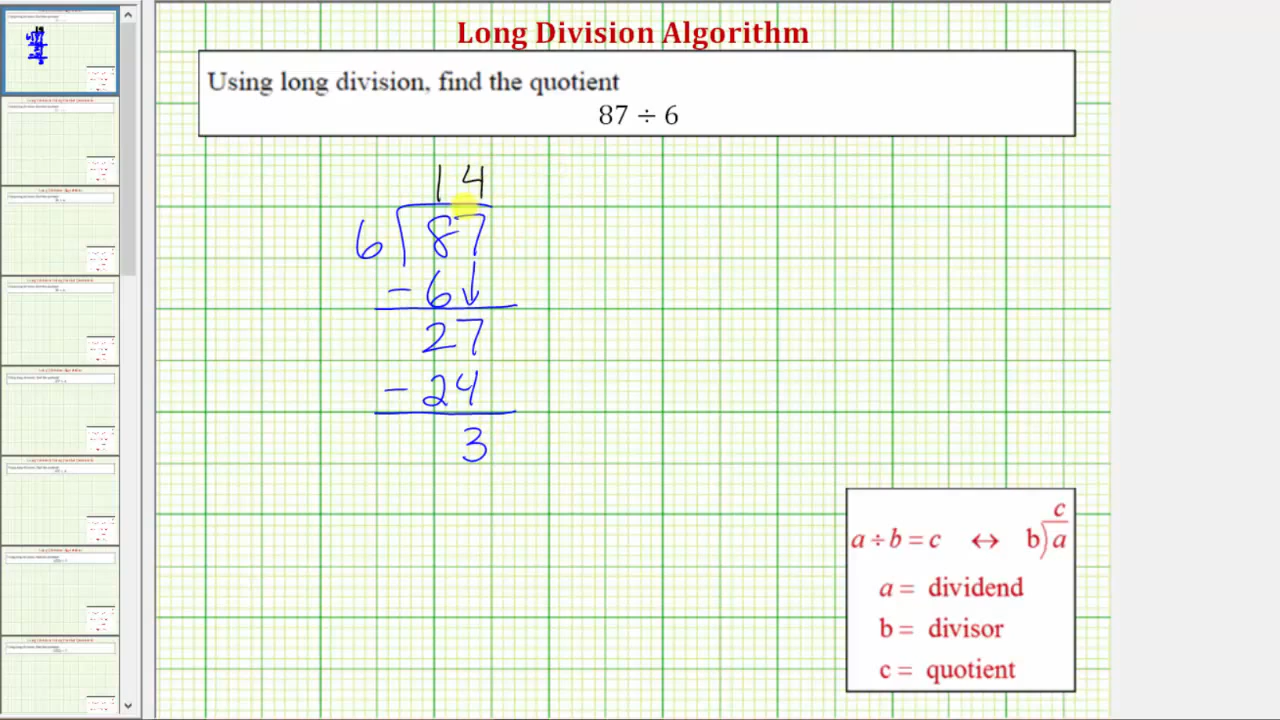 Long Division Algorithm
Using long division, find the quotient
87 ÷ 6
14
6 87
- 6 ↓
27
- 24
3
c
a ÷ b = c ↔ b) a
a = dividend
b = divisor
c = quotient